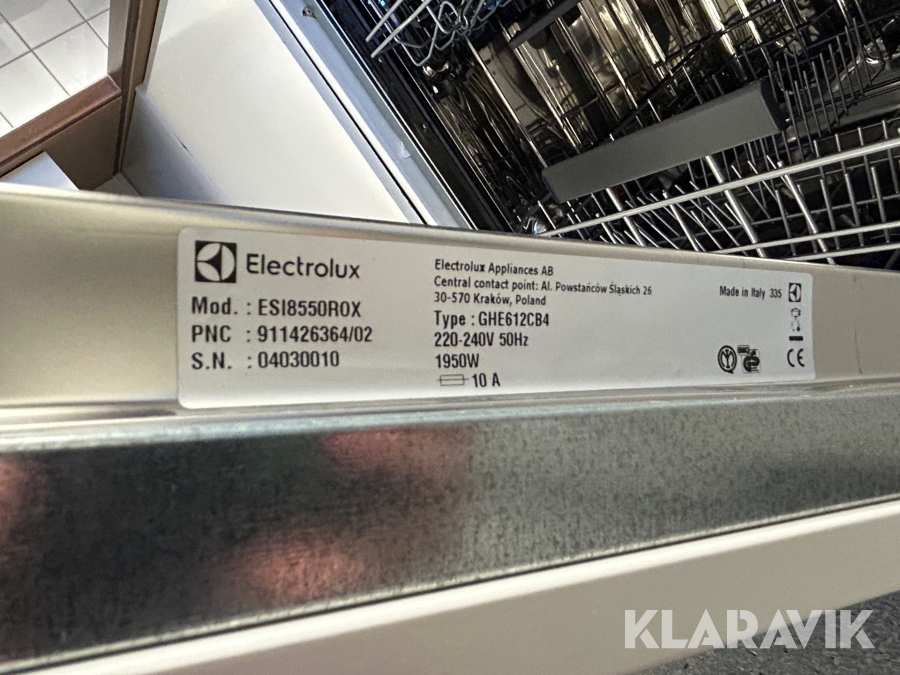 Electrolux
Mod. : ESI8550ROX
PNC : 911426364/02
S.N. : 04030010
Electrolux Appliances AB
Central contact point: Al. Powstańców Śląskich 26
30-570 Kraków, Poland
Type : GHE612CB4
220-240V 50Hz
1950W
10 A
Made in Italy 335
CE
KLARAVIK